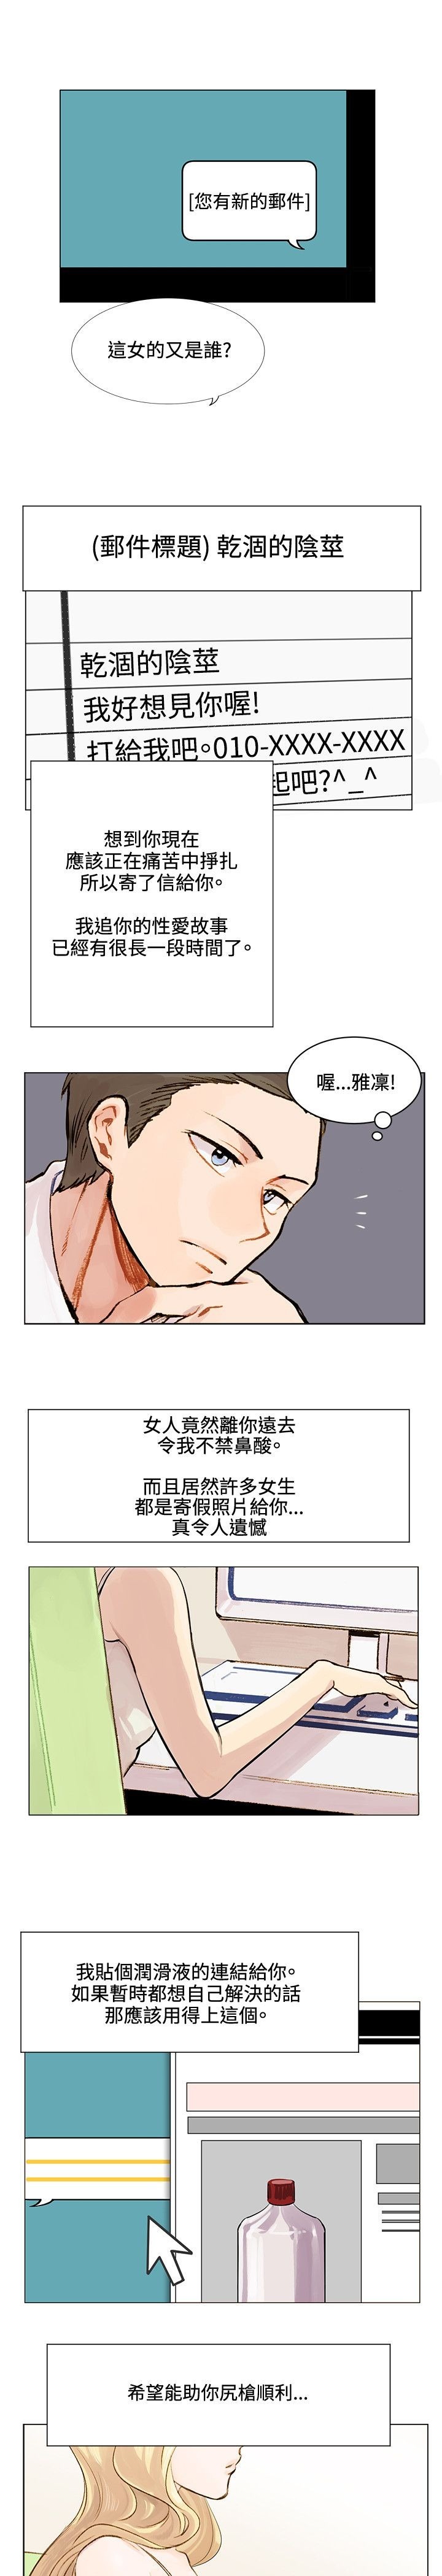 [您有新的郵件]
這女的又是誰?
(郵件標題) 乾涸的陰莖
乾涸的陰莖
我好想見你喔!
打給我吧。010-XXXX-XXXX
起吧?^_^
想到你現在
應該正在痛苦中掙扎
所以寄了信給你。
我追你的性愛故事
已經有很長一段時間了。
喔...雅凜!
女人竟然離你遠去
令我不禁鼻酸。
而且居然許多女生
都是寄假照片給你...
真令人遺憾
我貼個潤滑液的連結給你。
如果暫時都想自己解決的話
那應該用得上這個。
希望能助你尻槍順利...